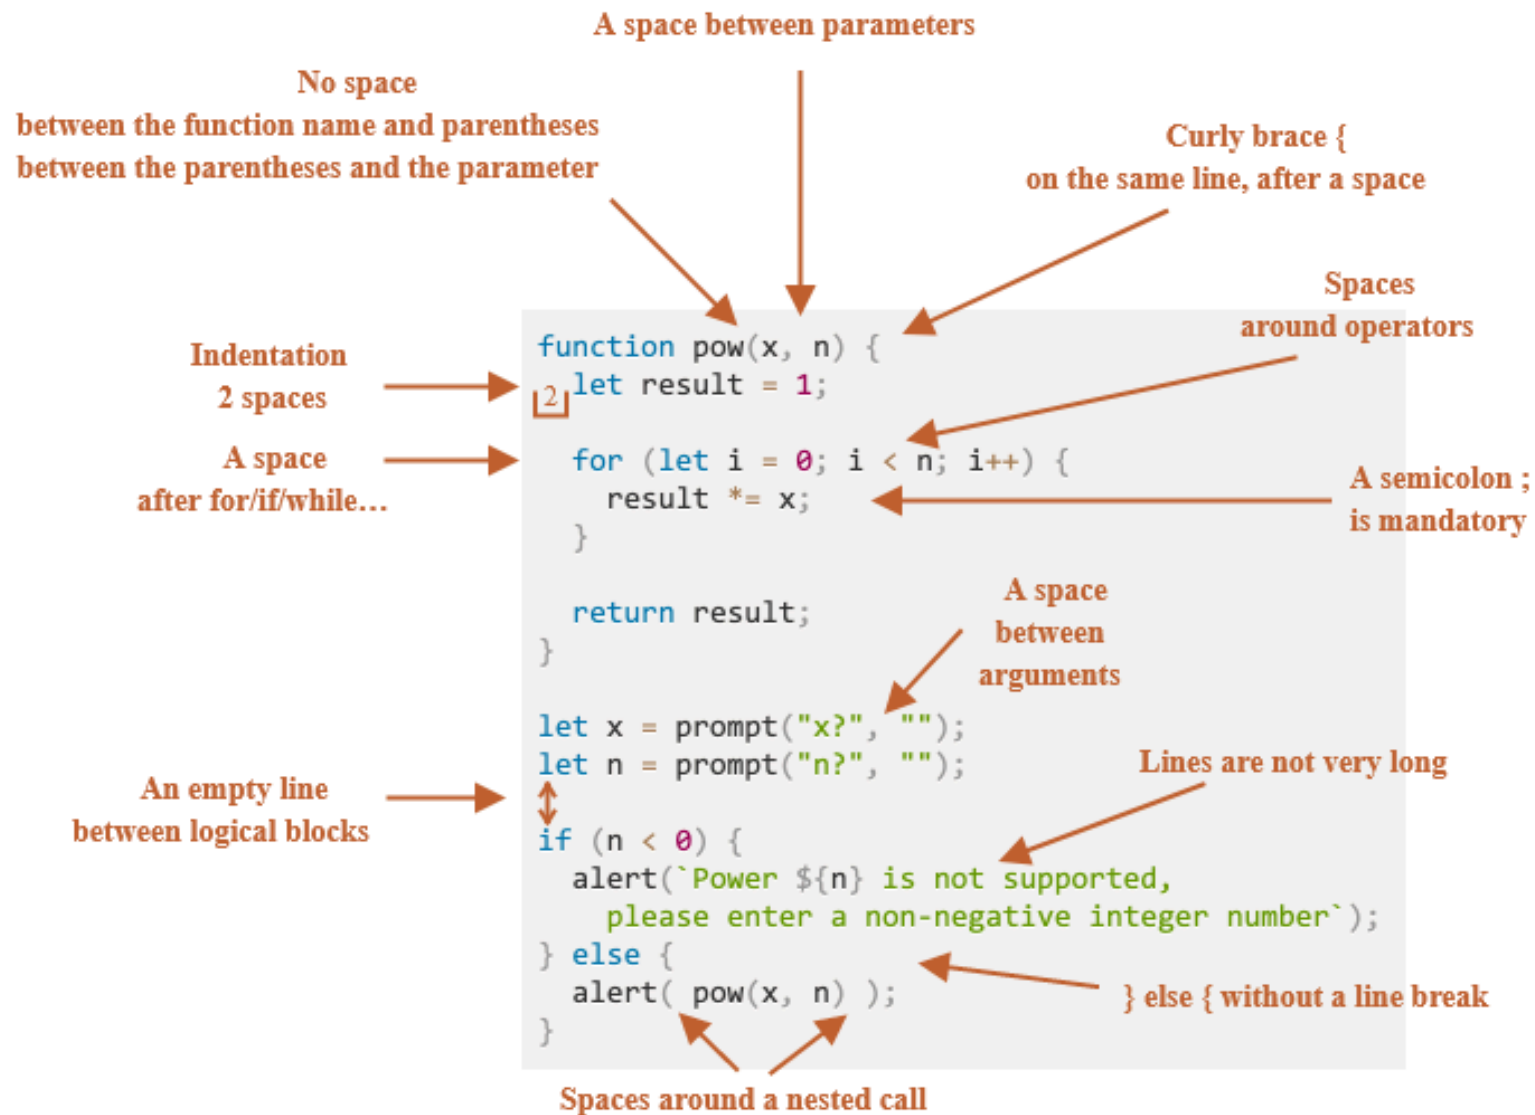 A space between parameters
No space
between the function name and parentheses
between the parentheses and the parameter
Curly brace {
on the same line, after a space
Spaces
around operators
Indentation
2 spaces
A space
after for/if/while…
function pow(x, n) {
2
let result = 1;
for (let i = 0; i < n; i++) {
result *= x;
}
return result;
}
A semicolon ;
is mandatory
A space
between
arguments
let x = prompt("x?", "");
let n = prompt("n?", "");
An empty line
between logical blocks
Lines are not very long
if (n < 0) {
alert(`Power ${n} is not supported,
please enter a non-negative integer number`);
} else {
alert( pow(x, n) );
}
} else { without a line break
Spaces around a nested call